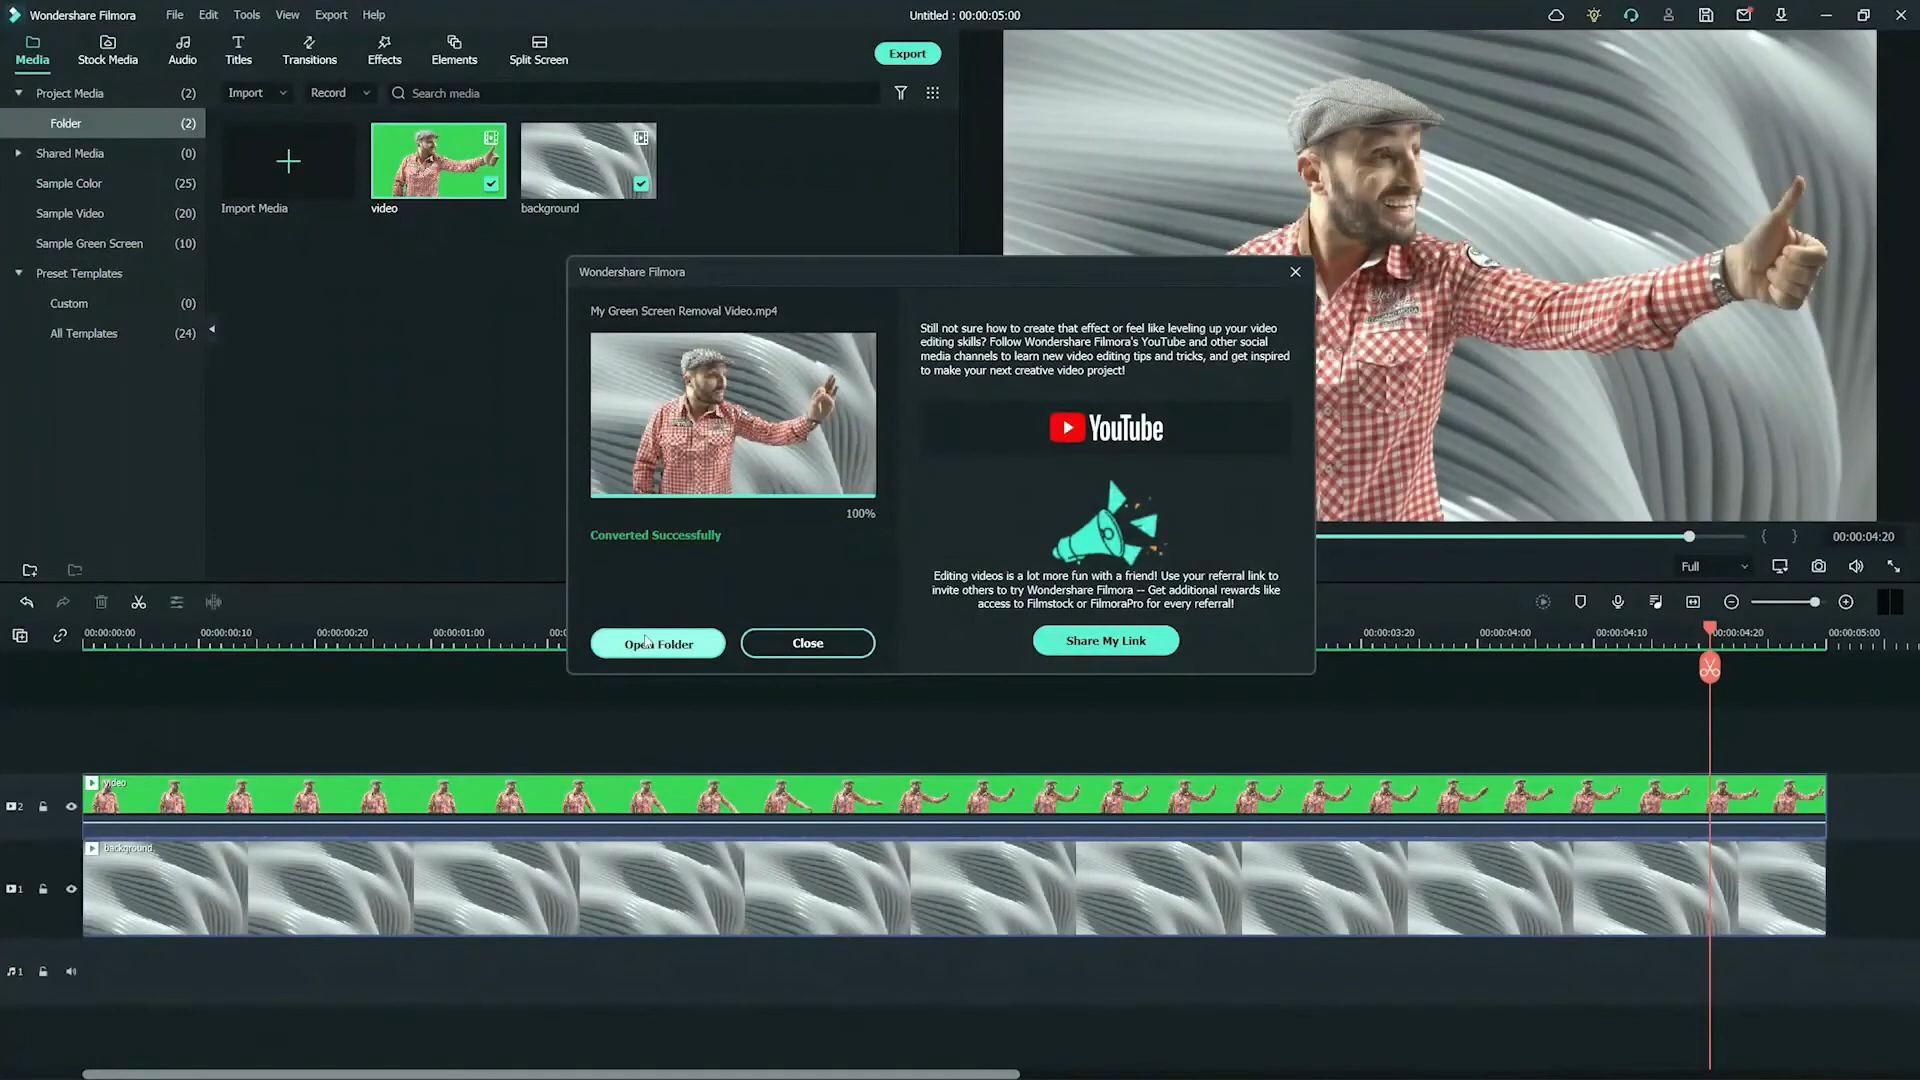 Wondershare Filmora
File
Edit
Tools
View
Export
Help
Untitled : 00:00:05:00
Media
Stock Media
Audio
Titles
Transitions
Effects
Elements
Split Screen
Export
Project Media (2)
Folder (2)
Shared Media (0)
Sample Color (25)
Sample Video (20)
Sample Green Screen (10)
Preset Templates
Custom (0)
All Templates (24)
Import
Record
Search media
Import Media
video
background
Wondershare Filmora
My Green Screen Removal Video.mp4
100%
Converted Successfully
Open Folder
Close
Still not sure how to create that effect or feel like leveling up your video
editing skills? Follow Wondershare Filmora's YouTube and other social
media channels to learn new video editing tips and tricks, and get inspired
to make your next creative video project!
YouTube
Editing videos is a lot more fun with a friend! Use your referral link to
invite others to try Wondershare Filmora -- Get additional rewards like
access to Filmstock or FilmoraPro for every referral!
Share My Link
00:00:04:20
Full
00:00:00:00
00:00:00:10
00:00:00:20
00:00:01:00
00:00:03:20
00:00:04:00
00:00:04:10
00:00:04:20
00:00:05:00
2
video
1
background
1